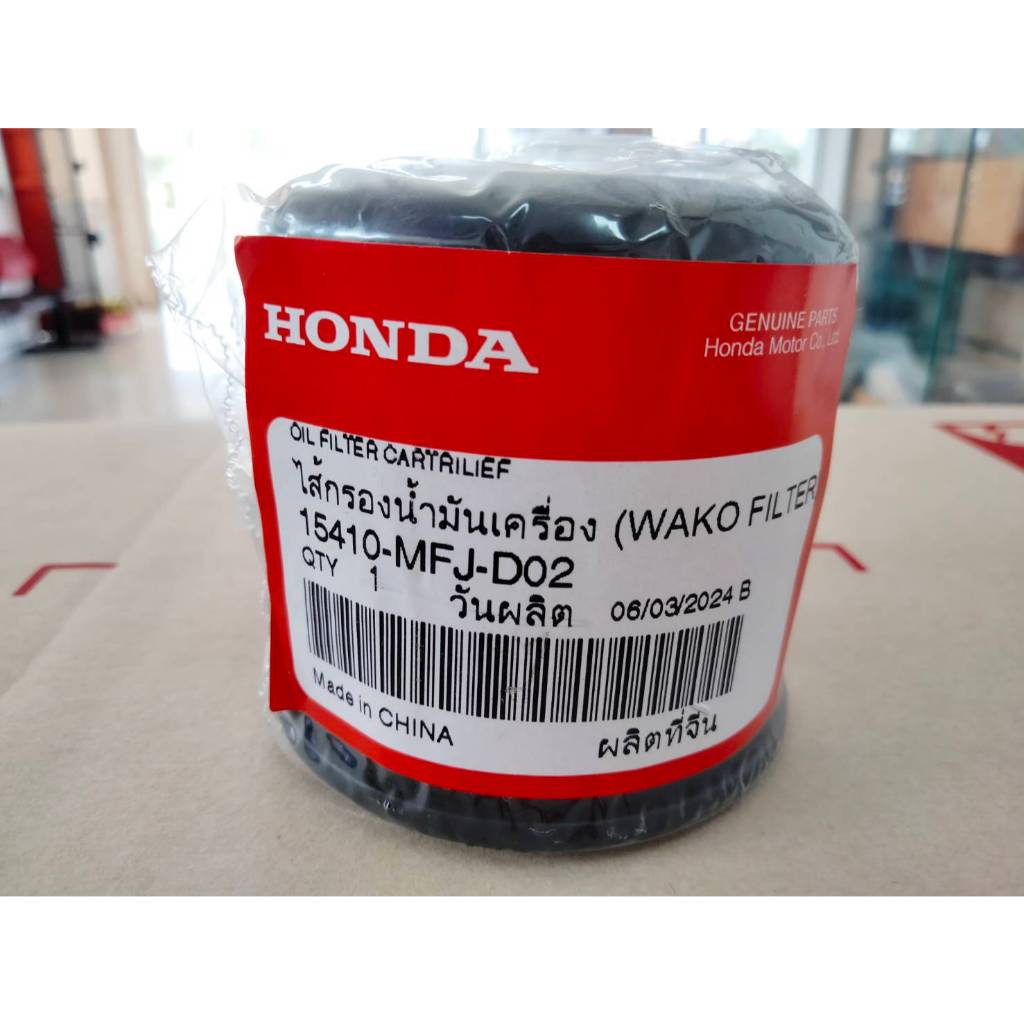 HONDA
GENUINE PARTS
Honda Motor Co., Ltd
OIL FILTER CARTRILIEF
ไส้กรองน้ำมันเครื่อง (WAKO FILTER
15410-MFJ-D02
QTY 1
วันผลิต 06/03/2024 B
Made in CHINA
ผลิตที่จีน